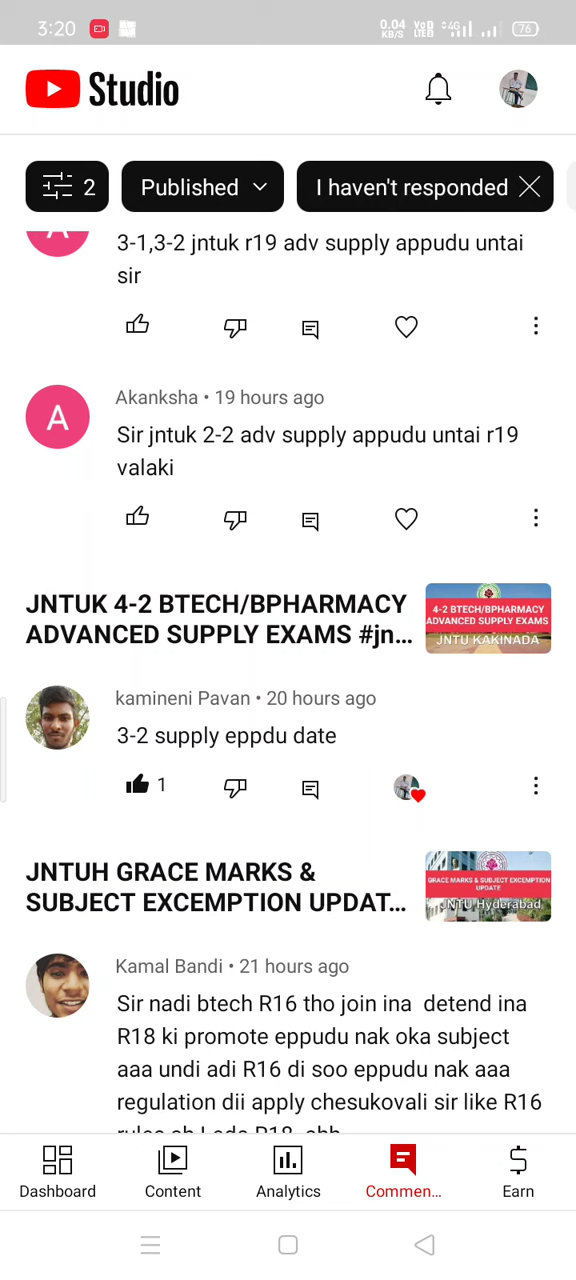 3:20
0.04 KB/S
VoD LTE
4G
76
Studio
2
Published
I haven't responded
3-1,3-2 jntuk r19 adv supply appudu untai
sir
A
Akanksha • 19 hours ago
Sir jntuk 2-2 adv supply appudu untai r19
valaki
JNTUK 4-2 BTECH/BPHARMACY
ADVANCED SUPPLY EXAMS #jn...
4-2 BTECH/BPHARMACY
ADVANCED SUPPLY EXAMS
JNTU KAKINADA
kamineni Pavan • 20 hours ago
3-2 supply eppdu date
1
JNTUH GRACE MARKS &
SUBJECT EXCEMPTION UPDAT...
GRACE MARKS & SUBJECT EXCEMPTION
UPDATE
JNTU Hyderabad
Kamal Bandi • 21 hours ago
Sir nadi btech R16 tho join ina detend ina
R18 ki promote eppudu nak oka subject
aaa undi adi R16 di soo eppudu nak aaa
regulation dii apply chesukovali sir like R16
Dashboard
Content
Analytics
Commen...
Earn